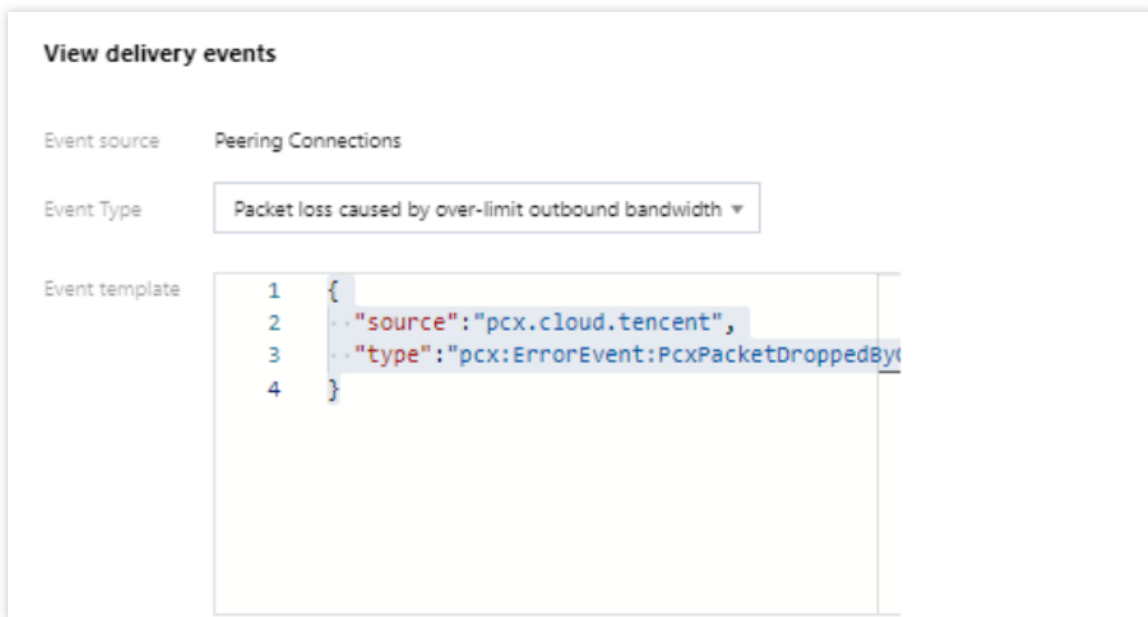 View delivery events
Event source Peering Connections
Event Type Packet loss caused by over-limit outbound bandwidth
Event template
1 {
2 "source":"pcx.cloud.tencent",
3 "type":"pcx:ErrorEvent:PcxPacketDroppedBy
4 }